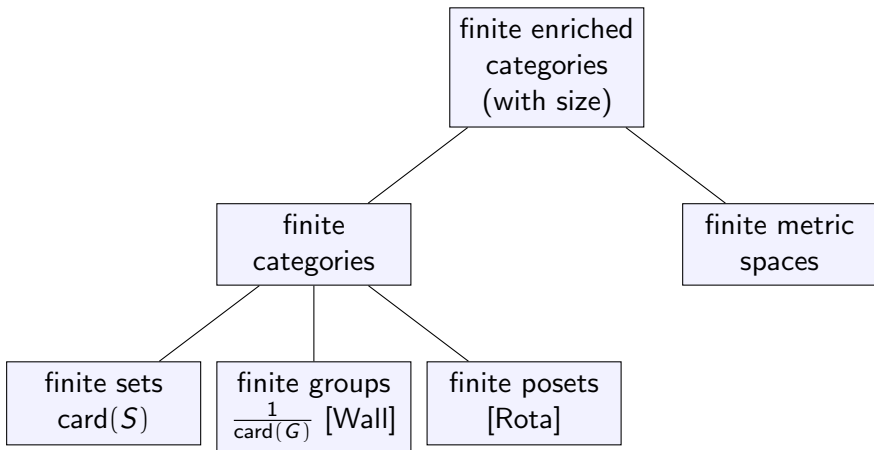 finite enriched
categories
(with size)
finite
categories
finite metric
spaces
finite sets
card(S)
finite groups
1/card(G) [Wall]
finite posets
[Rota]